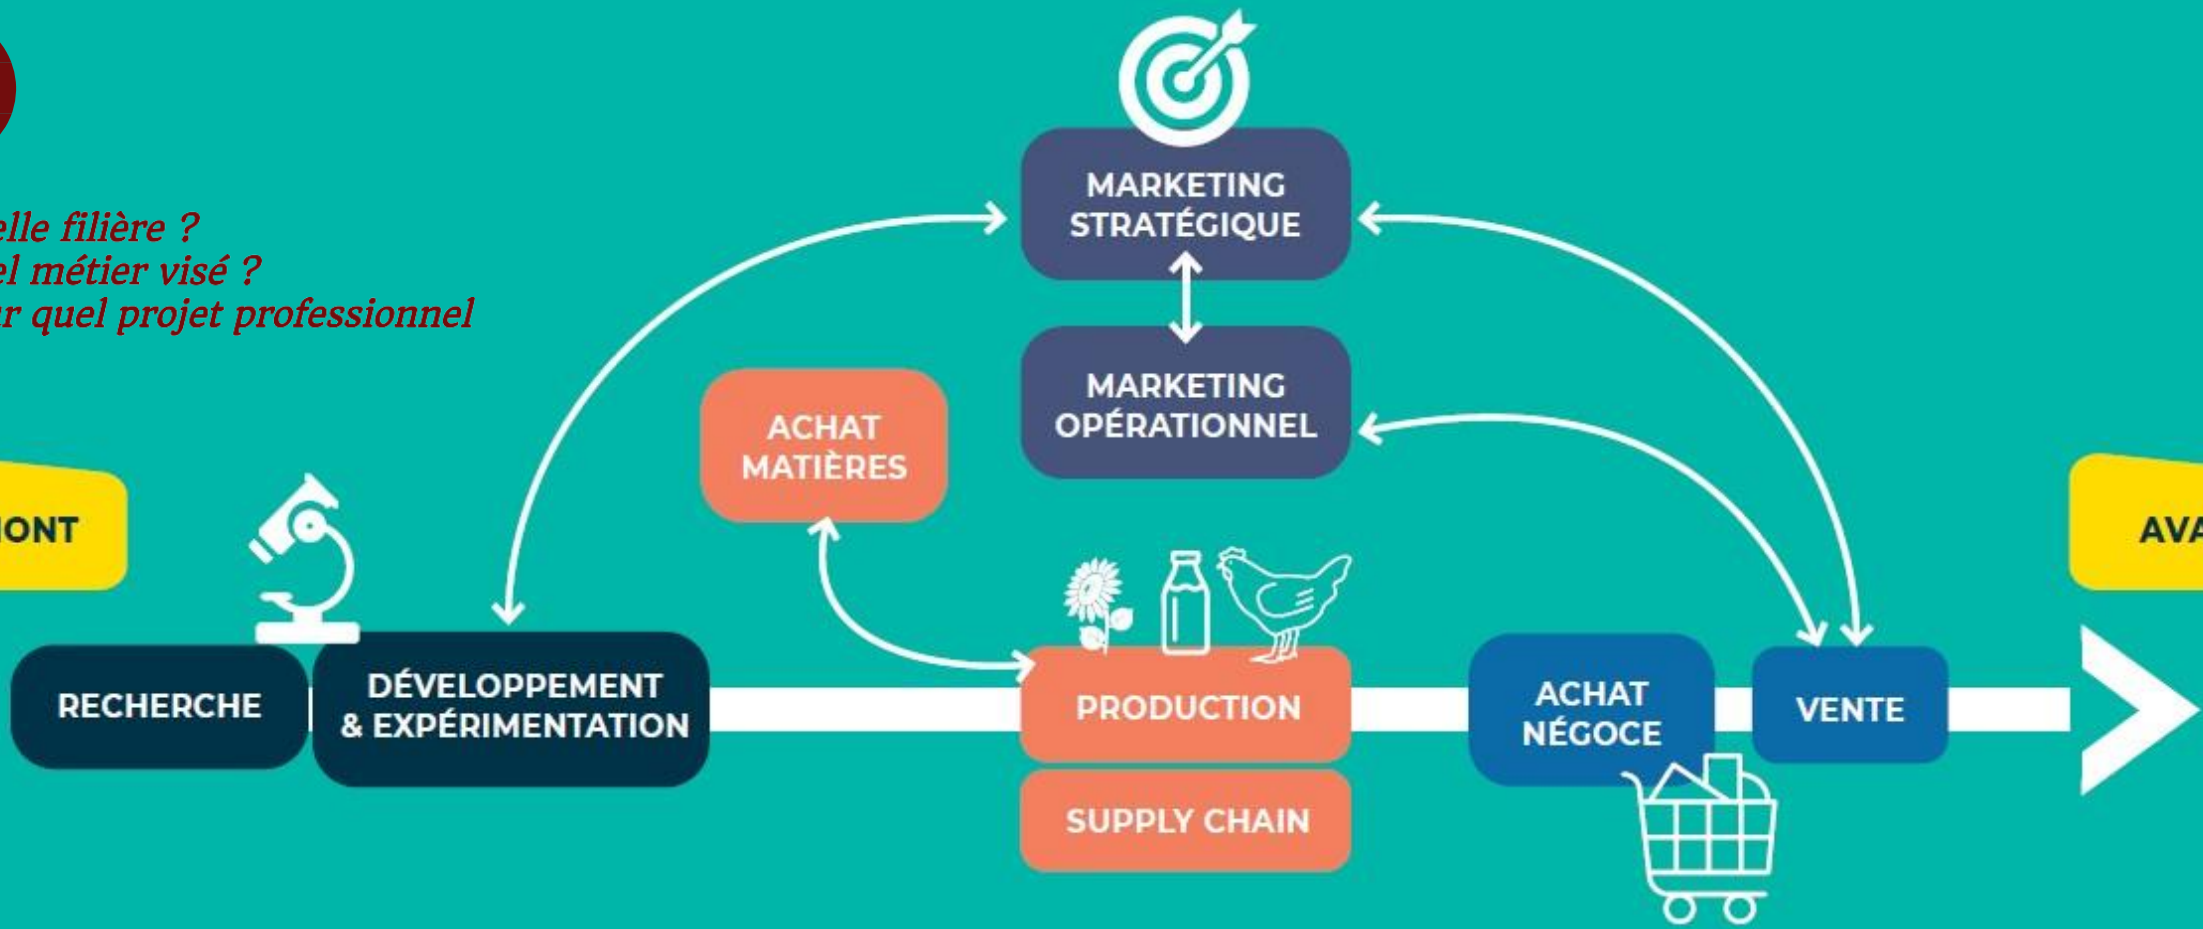 elle filière ?
el métier visé ?
r quel projet professionnel
MARKETING
STRATÉGIQUE
MARKETING
OPÉRATIONNEL
ACHAT
MATIÈRES
ONT
AVA
RECHERCHE
DÉVELOPPEMENT
& EXPÉRIMENTATION
PRODUCTION
SUPPLY CHAIN
ACHAT
NÉGOCE
VENTE